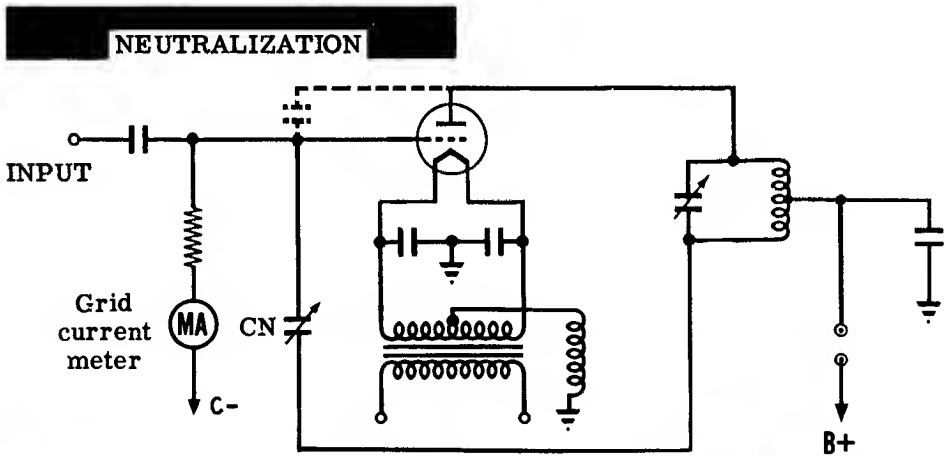 NEUTRALIZATION
INPUT
Grid
current
meter
MA
CN
C-
B+